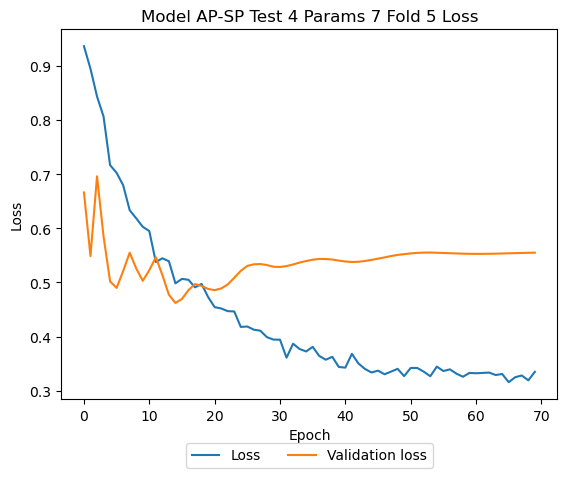 Model AP-SP Test 4 Params 7 Fold 5 Loss
Loss
0.9
0.8
0.7
0.6
0.5
0.4
0.3
0 10 20 30 40 50 60 70
Epoch
Loss Validation loss